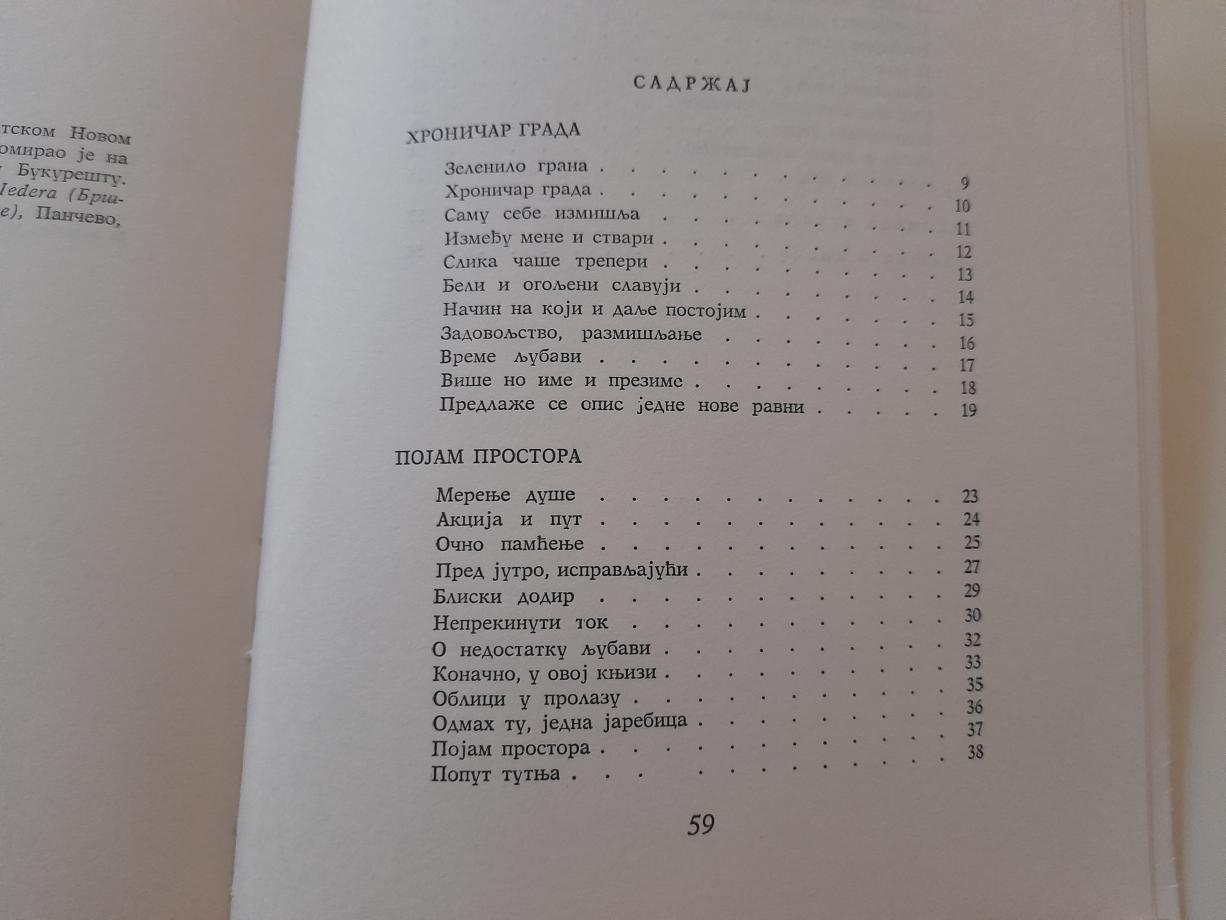 тском Новом
омирао је на
Букурешту.
Iedera (Брш-
е), Панчево,
САДРЖАЈ
ХРОНИЧАР ГРАДА
Зеленило грана . . . . . . . . . . . 9
Хроничар града . . . . . . . . . . . 10
Саму себе измишља . . . . . . . . . 11
Између мене и ствари . . . . . . . . . 12
Слика чаше трепери . . . . . . . . . 13
Бели и огољени славуји . . . . . . . . 14
Начин на који и даље постојим . . . . . . 15
Задовољство, размишљање . . . . . . . 16
Време љубави . . . . . . . . . . . 17
Више но име и презиме . . . . . . . . 18
Предлаже се опис једне нове равни . . . . . 19
ПОЈАМ ПРОСТОРА
Мерење душе . . . . . . . . . . . 23
Акција и пут . . . . . . . . . . . 24
Очно памћење . . . . . . . . . . . 25
Пред јутро, исправљајући . . . . . . . . 27
Блиски додир . . . . . . . . . . . 29
Непрекинути ток . . . . . . . . . . 30
О недостатку љубави . . . . . . . . . 32
Коначно, у овој књизи . . . . . . . . . 33
Облици у пролазу . . . . . . . . . . 35
Одмах ту, једна јаребица . . . . . . . . 36
Појам простора . . . . . . . . . . . 37
Попут тутња . . . . . . . . . . . 38
59